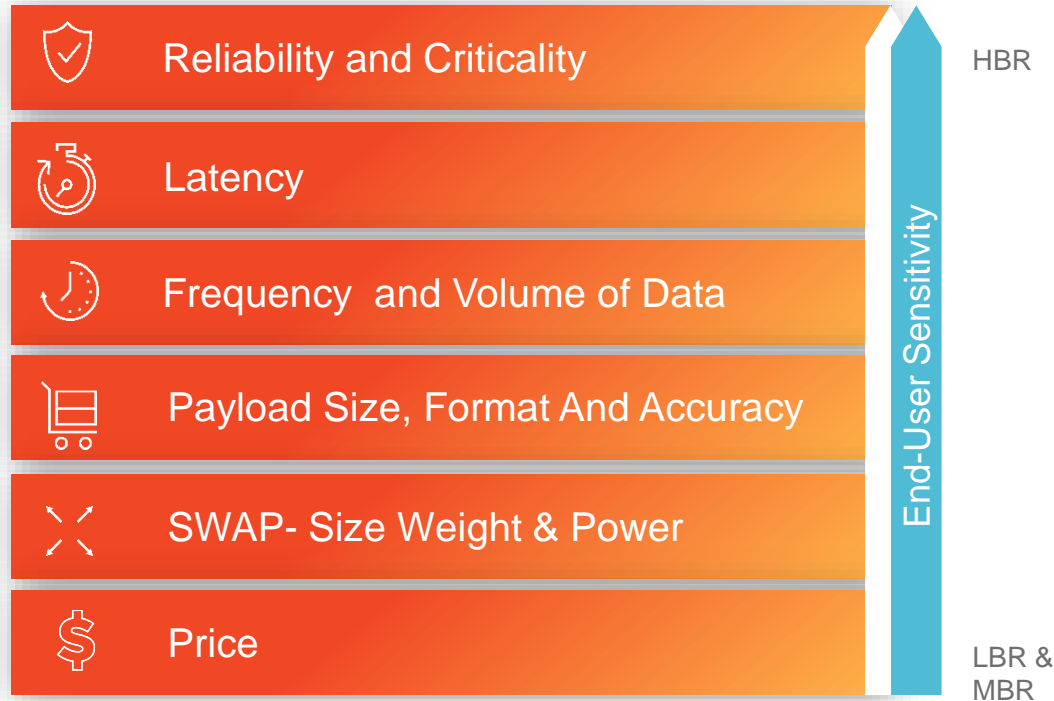 Reliability and Criticality
HBR
Latency
Frequency  and Volume of Data
Payload Size, Format And Accuracy
SWAP- Size Weight & Power
Price
End-User Sensitivity
LBR &
MBR